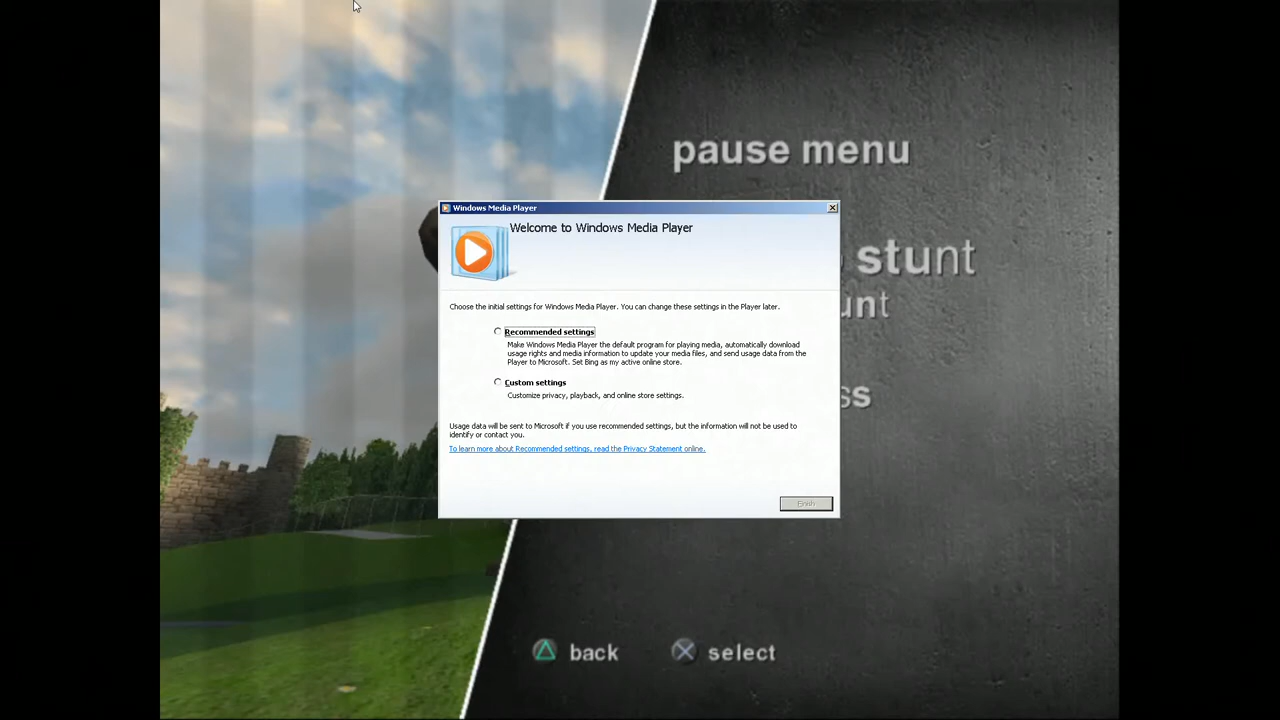 pause menu
Windows Media Player
Welcome to Windows Media Player
stunt
unt
Choose the initial settings for Windows Media Player. You can change these settings in the Player later.
Recommended settings
Make Windows Media Player the default program for playing media, automatically download
usage rights and media information to update your media files, and send usage data from the
Player to Microsoft. Set Bing as my active online store.
Custom settings
Customize privacy, playback, and online store settings.
ss
Usage data will be sent to Microsoft if you use recommended settings, but the information will not be used to
identify or contact you.
To learn more about Recommended settings, read the Privacy Statement online.
Finish
back select